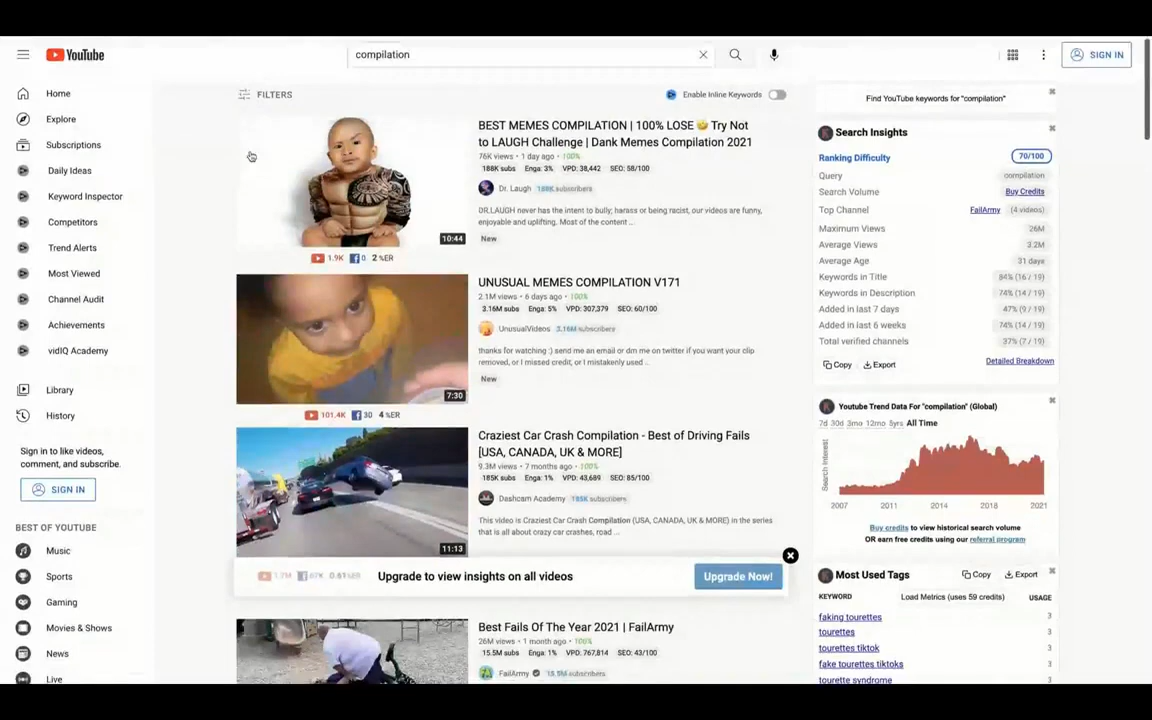 YouTube
compilation
SIGN IN
Home
Explore
Subscriptions
Daily Ideas
Keyword Inspector
Competitors
Trend Alerts
Most Viewed
Channel Audit
Achievements
vidIQ Academy
Library
History
Sign in to like videos,
comment, and subscribe.
SIGN IN
BEST OF YOUTUBE
Music
Sports
Gaming
Movies & Shows
News
Live
FILTERS
Enable Inline Keywords
10:44
1.9K 0 2 %ER
BEST MEMES COMPILATION | 100% LOSE 🤣 Try Not
to LAUGH Challenge | Dank Memes Compilation 2021
76K views • 1 day ago • 100%
188K subs Enga: 3% VPD: 38,442 SEO: 58/100
Dr. Laugh 188K subscribers
DR.LAUGH never has the intent to bully, harass or being racist, our videos are funny,
enjoyable and uplifting. Most of the content ...
New
7:30
101.4K 30 4 %ER
UNUSUAL MEMES COMPILATION V171
2.1M views • 6 days ago • 100%
3.16M subs Enga: 5% VPD: 307,379 SEO: 60/100
UnusualVideos 3.16M subscribers
thanks for watching :) send me an email or dm me on twitter if you want your clip
removed, or I missed credit, or I mistakenly used ...
New
11:13
Craziest Car Crash Compilation - Best of Driving Fails
[USA, CANADA, UK & MORE]
9.3M views • 7 months ago • 100%
185K subs Enga: 1% VPD: 43,689 SEO: 85/100
Dashcam Academy 185K subscribers
This video is Craziest Car Crash Compilation (USA, CANADA, UK & MORE) in the series
that is all about crazy car crashes, road ...
1.7M 87K 0.61 %ER
Upgrade to view insights on all videos
Upgrade Now!
Best Fails Of The Year 2021 | FailArmy
26M views • 1 month ago • 100%
15.5M subs Enga: 1% VPD: 767,814 SEO: 43/100
FailArmy 15.5M subscribers
Find YouTube keywords for "compilation"
Search Insights
Ranking Difficulty 70/100
Query compilation
Search Volume Buy Credits
Top Channel FailArmy (4 videos)
Maximum Views 26M
Average Views 3.2M
Average Age 31 days
Keywords in Title 84% (16 / 19)
Keywords in Description 74% (14 / 19)
Added in last 7 days 47% (9 / 19)
Added in last 6 weeks 74% (14 / 19)
Total verified channels 37% (7 / 19)
Copy Export Detailed Breakdown
Youtube Trend Data For "compilation" (Global)
7d 30d 3mo 12mo 5yrs All Time
Search Interest
2007 2011 2014 2018 2021
Buy credits to view historical search volume
OR earn free credits using our referral program
Most Used Tags Copy Export
KEYWORD Load Metrics (uses 59 credits) USAGE
faking tourettes 3
tourettes 3
tourettes tiktok 3
fake tourettes tiktoks 3
tourette syndrome 3